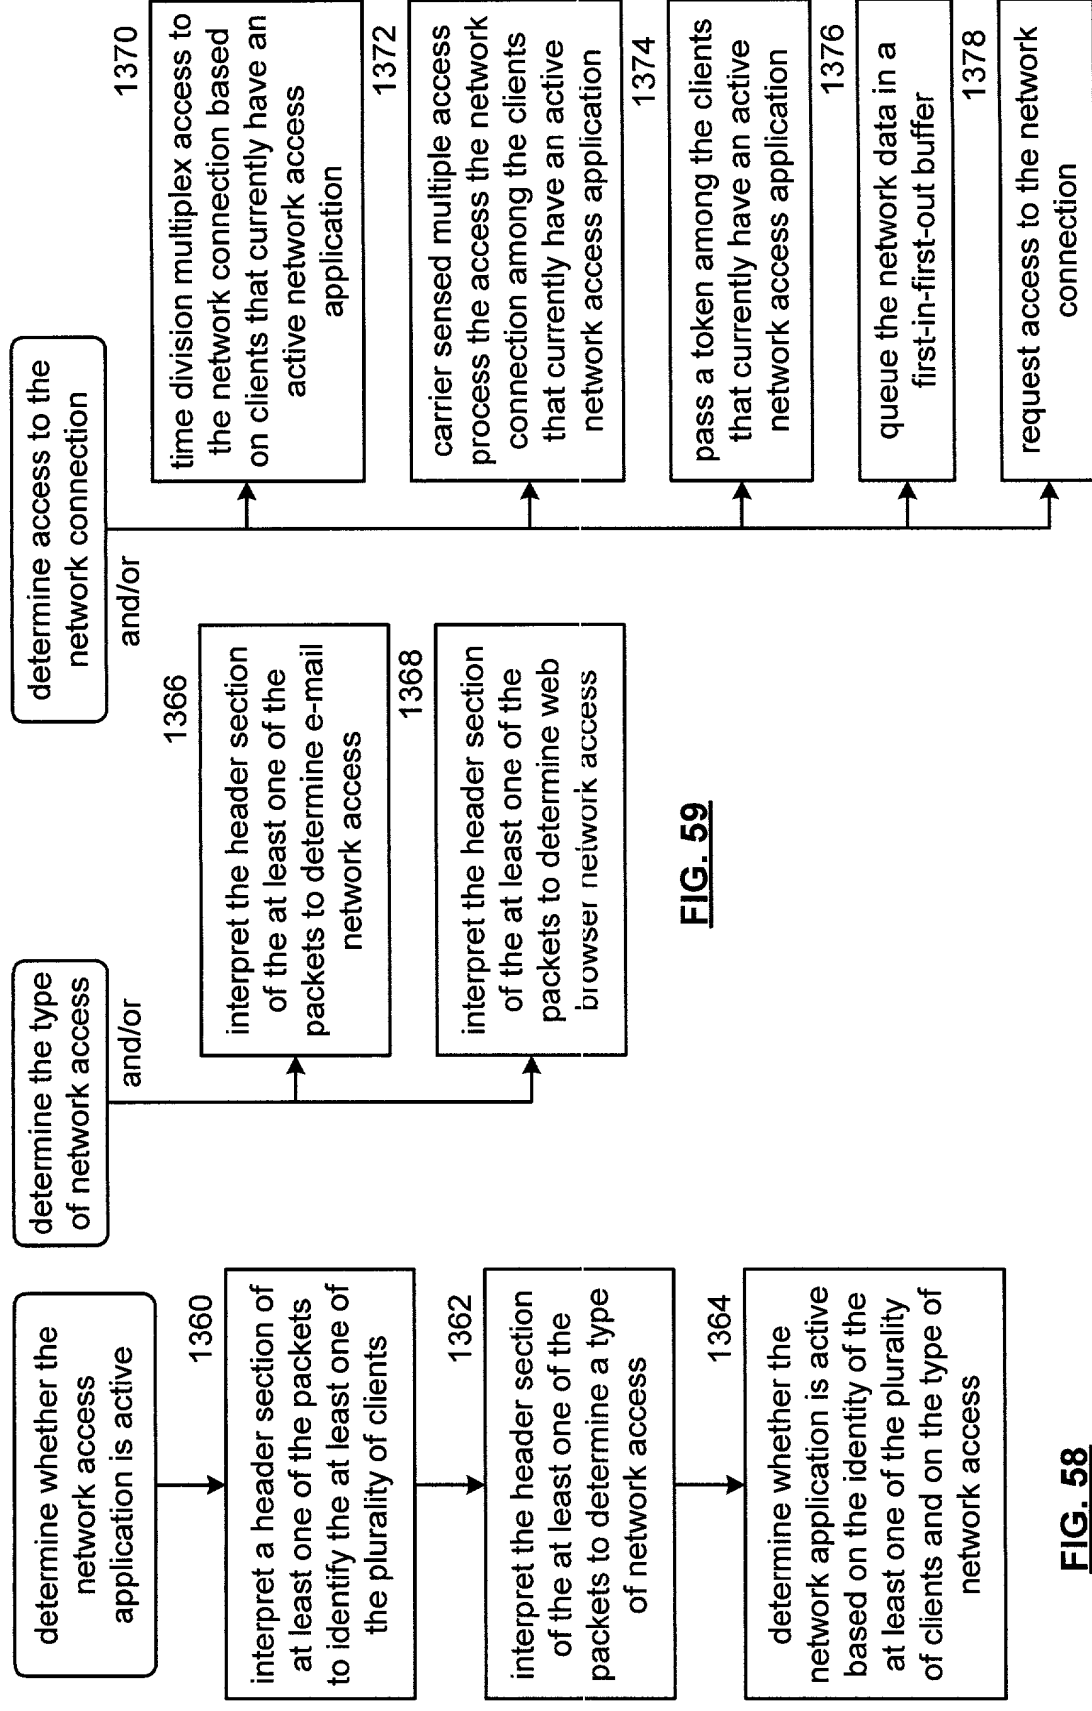 determine whether the
network access
application is active
1360
interpret a header section of
at least one of the packets
to identify the at least one of
the plurality of clients
1362
interpret the header section
of the at least one of the
packets to determine a type
of network access
1364
determine whether the
network application is active
based on the identity of the
at least one of the plurality
of clients and on the type of
network access
FIG. 58
determine the type
of network access
and/or
1366
interpret the header section
of the at least one of the
packets to determine e-mail
network access
1368
interpret the header section
of the at least one of the
packets to determine web
browser network access
FIG. 59
determine access to the
network connection
and/or
1370
time division multiplex access to
the network connection based
on clients that currently have an
active network access
application
1372
carrier sensed multiple access
process the access the network
connection among the clients
that currently have an active
network access application
1374
pass a token among the clients
that currently have an active
network access application
1376
queue the network data in a
first-in-first-out buffer
1378
request access to the network
connection